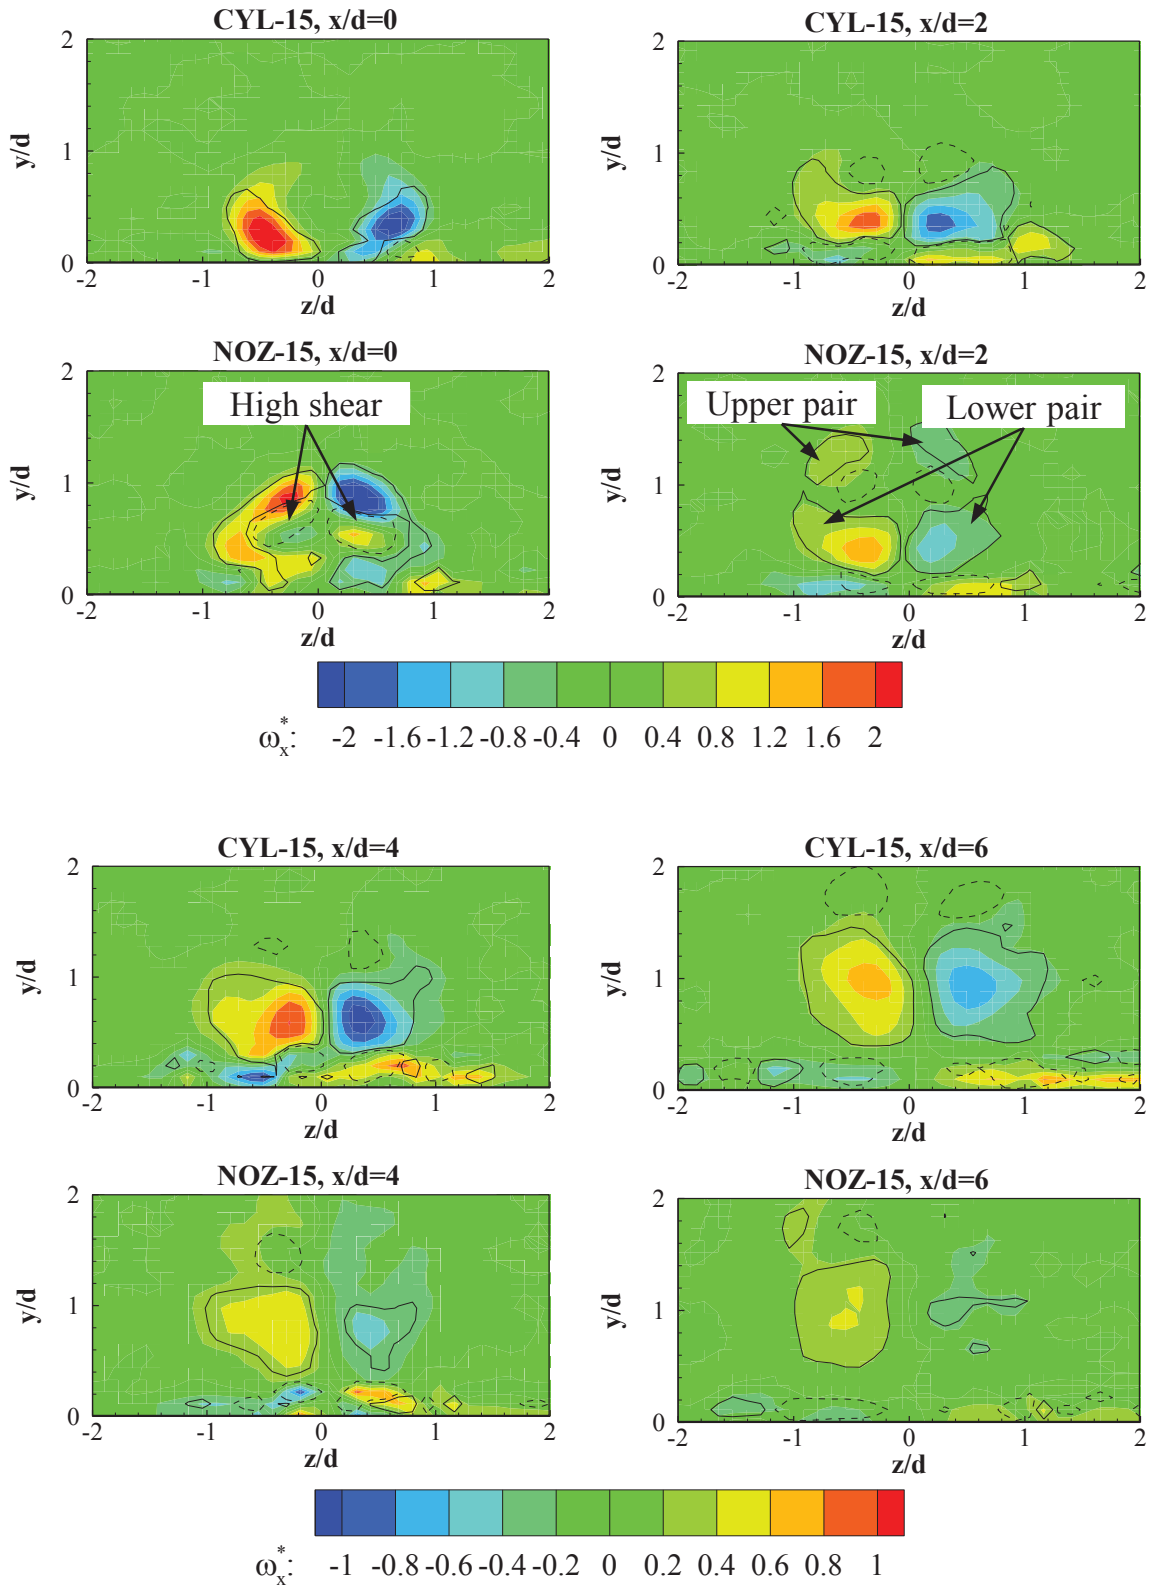 CYL-15, x/d=0
y/d
2
1
0
-2 -1 0 1 2
z/d
CYL-15, x/d=2
y/d
2
1
0
-2 -1 0 1 2
z/d
NOZ-15, x/d=0
High shear
y/d
2
1
0
-2 -1 0 1 2
z/d
NOZ-15, x/d=2
Upper pair
Lower pair
y/d
2
1
0
-2 -1 0 1 2
z/d
ωx*: -2 -1.6 -1.2 -0.8 -0.4 0 0.4 0.8 1.2 1.6 2
CYL-15, x/d=4
y/d
2
1
0
-2 -1 0 1 2
z/d
CYL-15, x/d=6
y/d
2
1
0
-2 -1 0 1 2
z/d
NOZ-15, x/d=4
y/d
2
1
0
-2 -1 0 1 2
z/d
NOZ-15, x/d=6
y/d
2
1
0
-2 -1 0 1 2
z/d
ωx*: -1 -0.8 -0.6 -0.4 -0.2 0 0.2 0.4 0.6 0.8 1